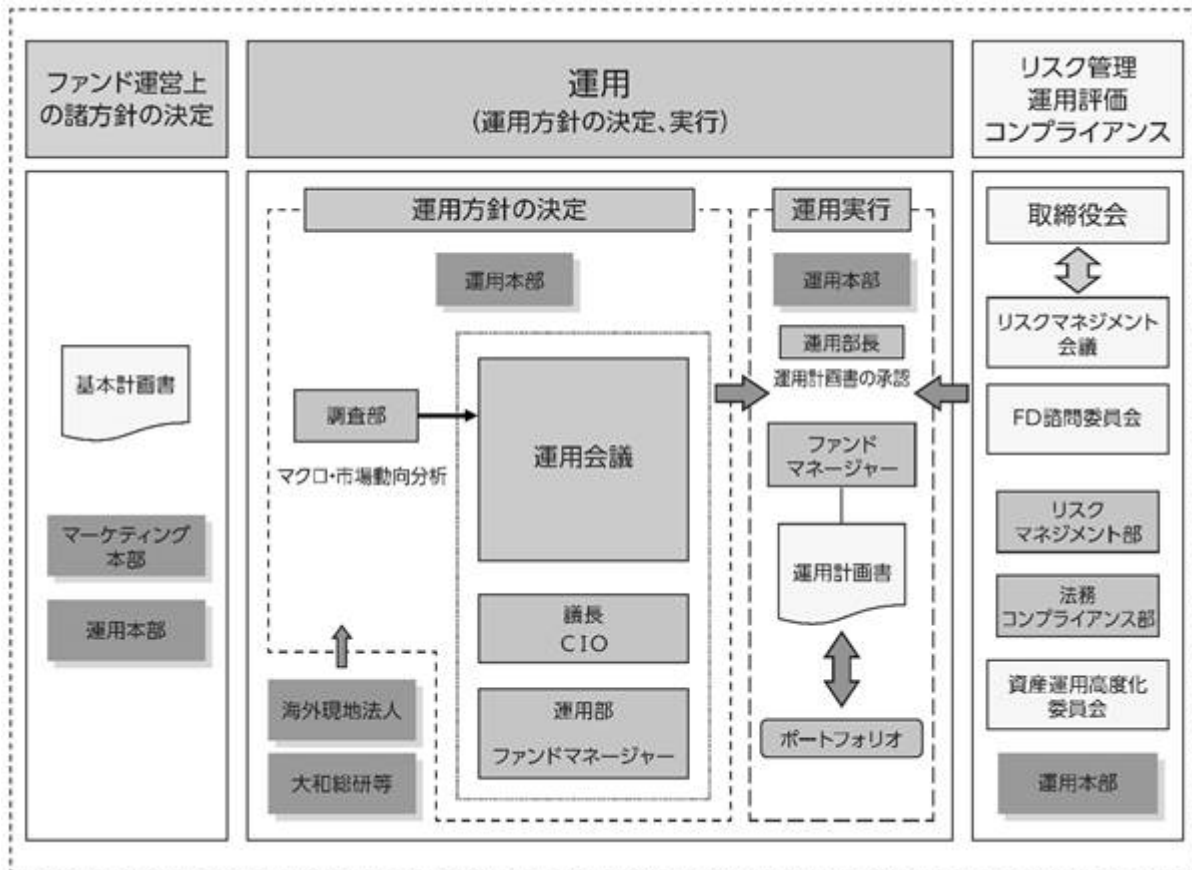 ファンド運営上
の諸方針の決定
運用
(運用方針の決定、実行)
リスク管理
運用評価
コンプライアンス
基本計画書
マーケティング
本部
運用本部
運用方針の決定
運用本部
調査部
マクロ・市場動向分析
運用会議
議長
CIO
運用部
ファンドマネージャー
海外現地法人
大和総研等
運用実行
運用本部
運用部長
運用計画書の承認
ファンド
マネージャー
運用計画書
ポートフォリオ
取締役会
リスクマネジメント
会議
FD諮問委員会
リスク
マネジメント部
法務
コンプライアンス部
資産運用高度化
委員会
運用本部